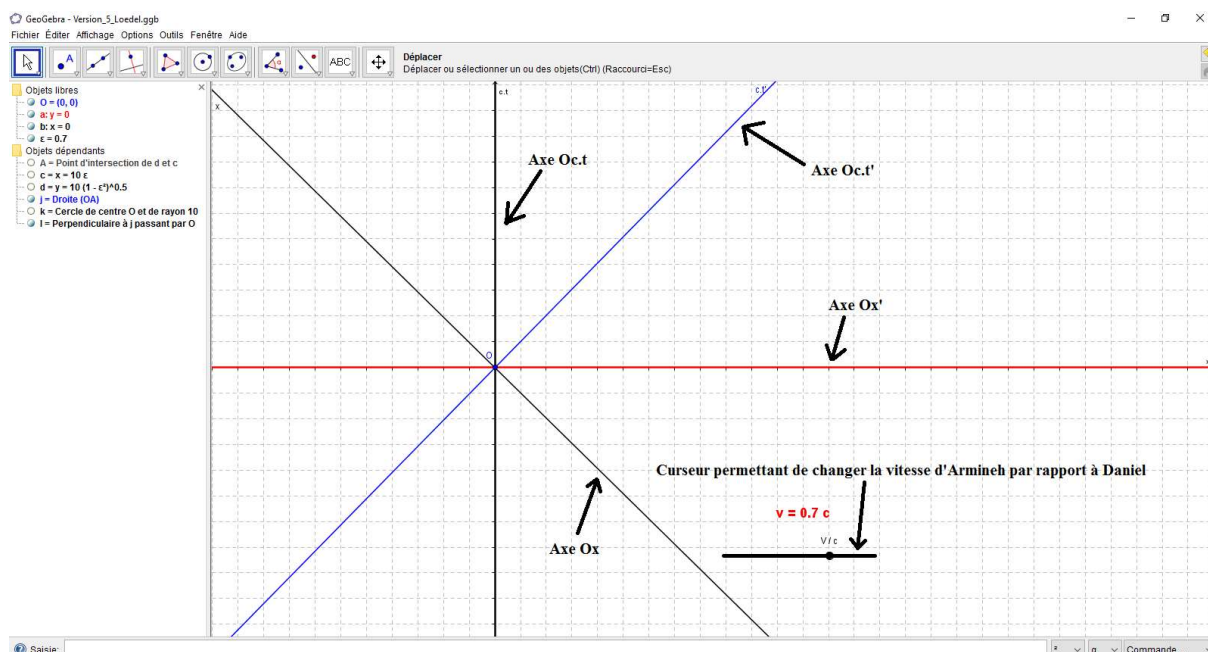 GeoGebra - Version_5_Loedel.ggb
Fichier Éditer Affichage Options Outils Fenêtre Aide
A
ABC
Déplacer
Déplacer ou sélectionner un ou des objets(Ctrl) (Raccourci=Esc)
Objets libres
O = (0, 0)
a: y = 0
b: x = 0
ε = 0.7
Objets dépendants
A = Point d'intersection de d et c
c = x = 10 ε
d = y = 10 (1 - ε²)^0.5
j = Droite (OA)
k = Cercle de centre O et de rayon 10
l = Perpendiculaire à j passant par O
x
c.t
c.t'
Axe Oc.t
Axe Oc.t'
Axe Ox'
O
Curseur permettant de changer la vitesse d'Armineh par rapport à Daniel
v = 0.7 c
V / c
Axe Ox
Saisie:
² α Commande